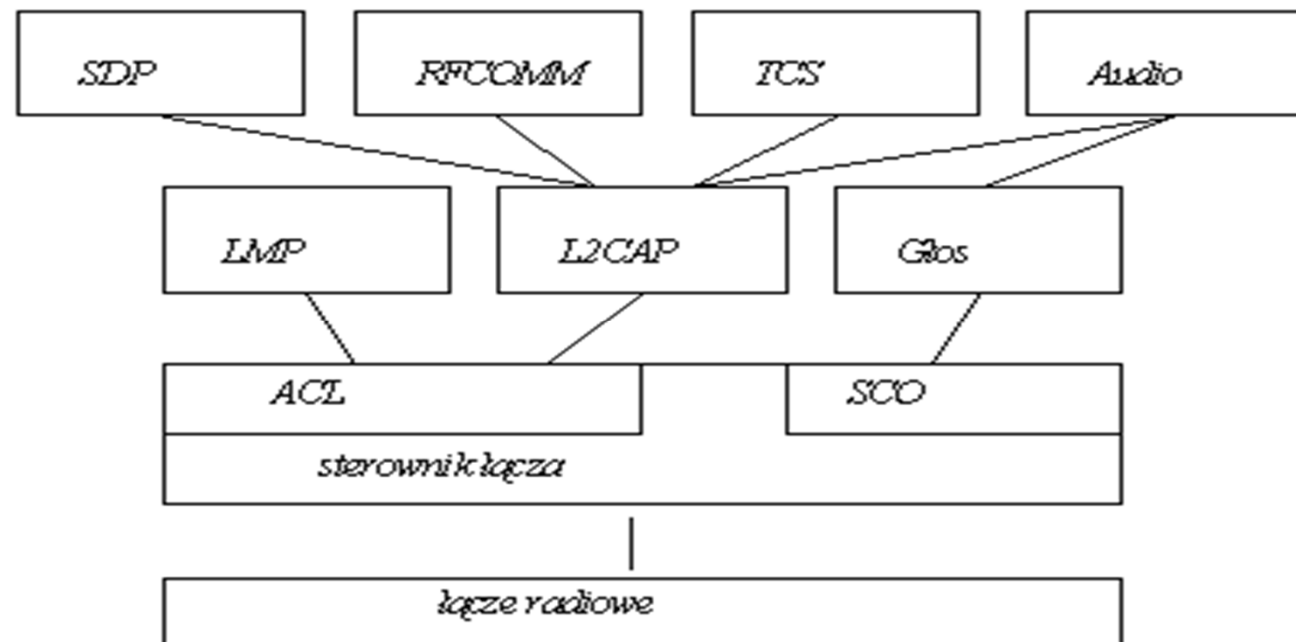 SDP
RFCOMM
TCS
Audio
LMP
L2CAP
Głos
ACL
SCO
sterownik łącza
łącze radiowe